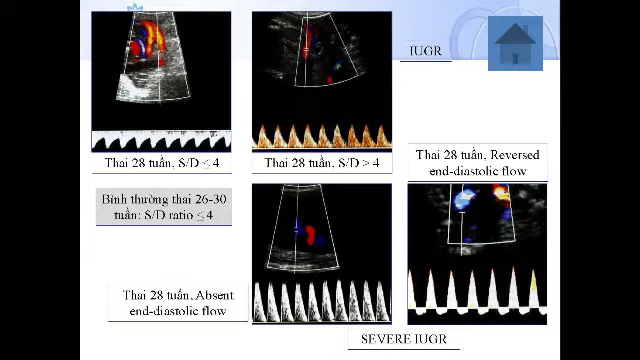 IUGR
Thai 28 tuần, S/D ≤ 4
Thai 28 tuần, S/D > 4
Thai 28 tuần, Reversed
end-diastolic flow
Bình thường thai 26-30
tuần: S/D ratio ≤ 4
Thai 28 tuần, Absent
end-diastolic flow
SEVERE IUGR